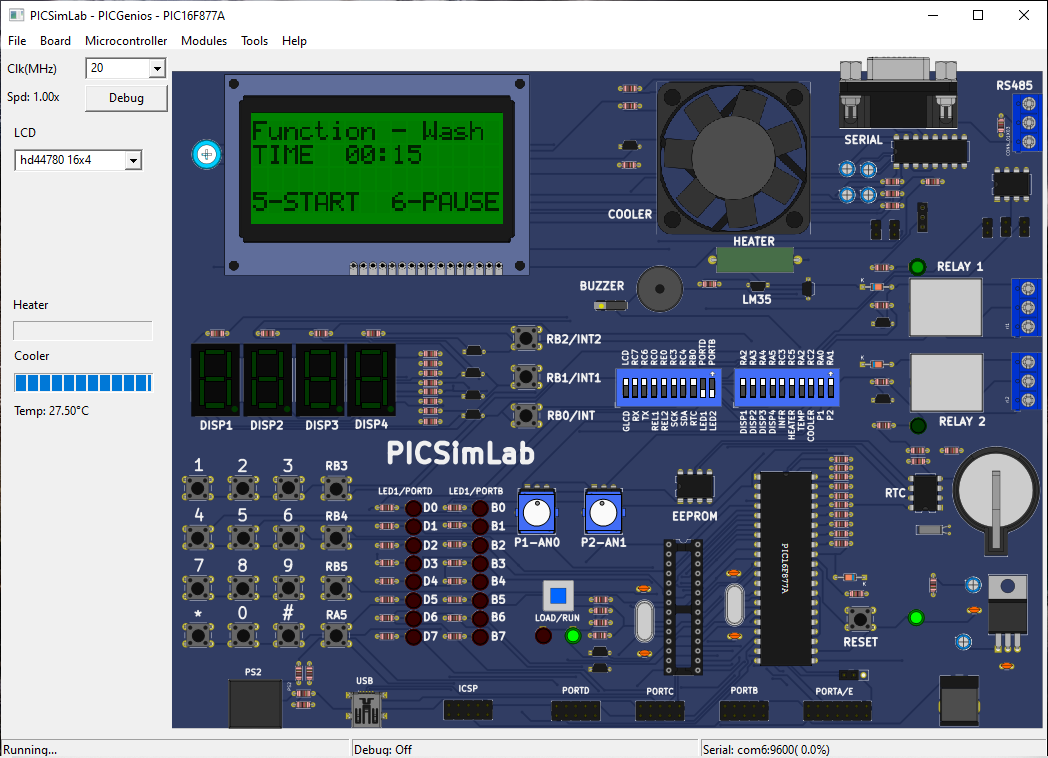 PICSimLab - PICGenios - PIC16F877A
File Board Microcontroller Modules Tools Help
Clk(MHz) 20
Spd: 1.00x Debug
LCD
hd44780 16x4
Heater
Cooler
Temp: 27.50°C
Function - Wash
TIME 00:15
5-START 6-PAUSE
COOLER
HEATER
BUZZER
LM35
SERIAL
RS485
RELAY 1
RELAY 2
RB2/INT2
RB1/INT1
RB0/INT
DISP1 DISP2 DISP3 DISP4
LCD RC7 RC6 RC0 RE0 RC3 RC4 RB0 PORTD PORTB
GLCD RX TX REL1 REL2 SCK SDA RTC LED1 LED2
RA2 RA3 RA4 RA5 RC3 RC5 RA2 RC2 RA0 RA1
DISP1 DISP2 DISP3 DISP4 INFR HEATER TEMP COOLER P1 P2
PICSimLab
1 2 3 RB3
4 5 6 RB4
7 8 9 RB5
* 0 # RA5
LED1/PORTD LED1/PORTB
D0 B0
D1 B1
D2 B2
D3 B3
D4 B4
D5 B5
D6 B6
D7 B7
P1-AN0 P2-AN1
EEPROM
RTC
PIC16F877A
LOAD/RUN
RESET
PS2
PS2
USB
ICSP
PORTD
PORTC
PORTB
PORTA/E
Running...
Debug: Off
Serial: com6:9600( 0.0%)